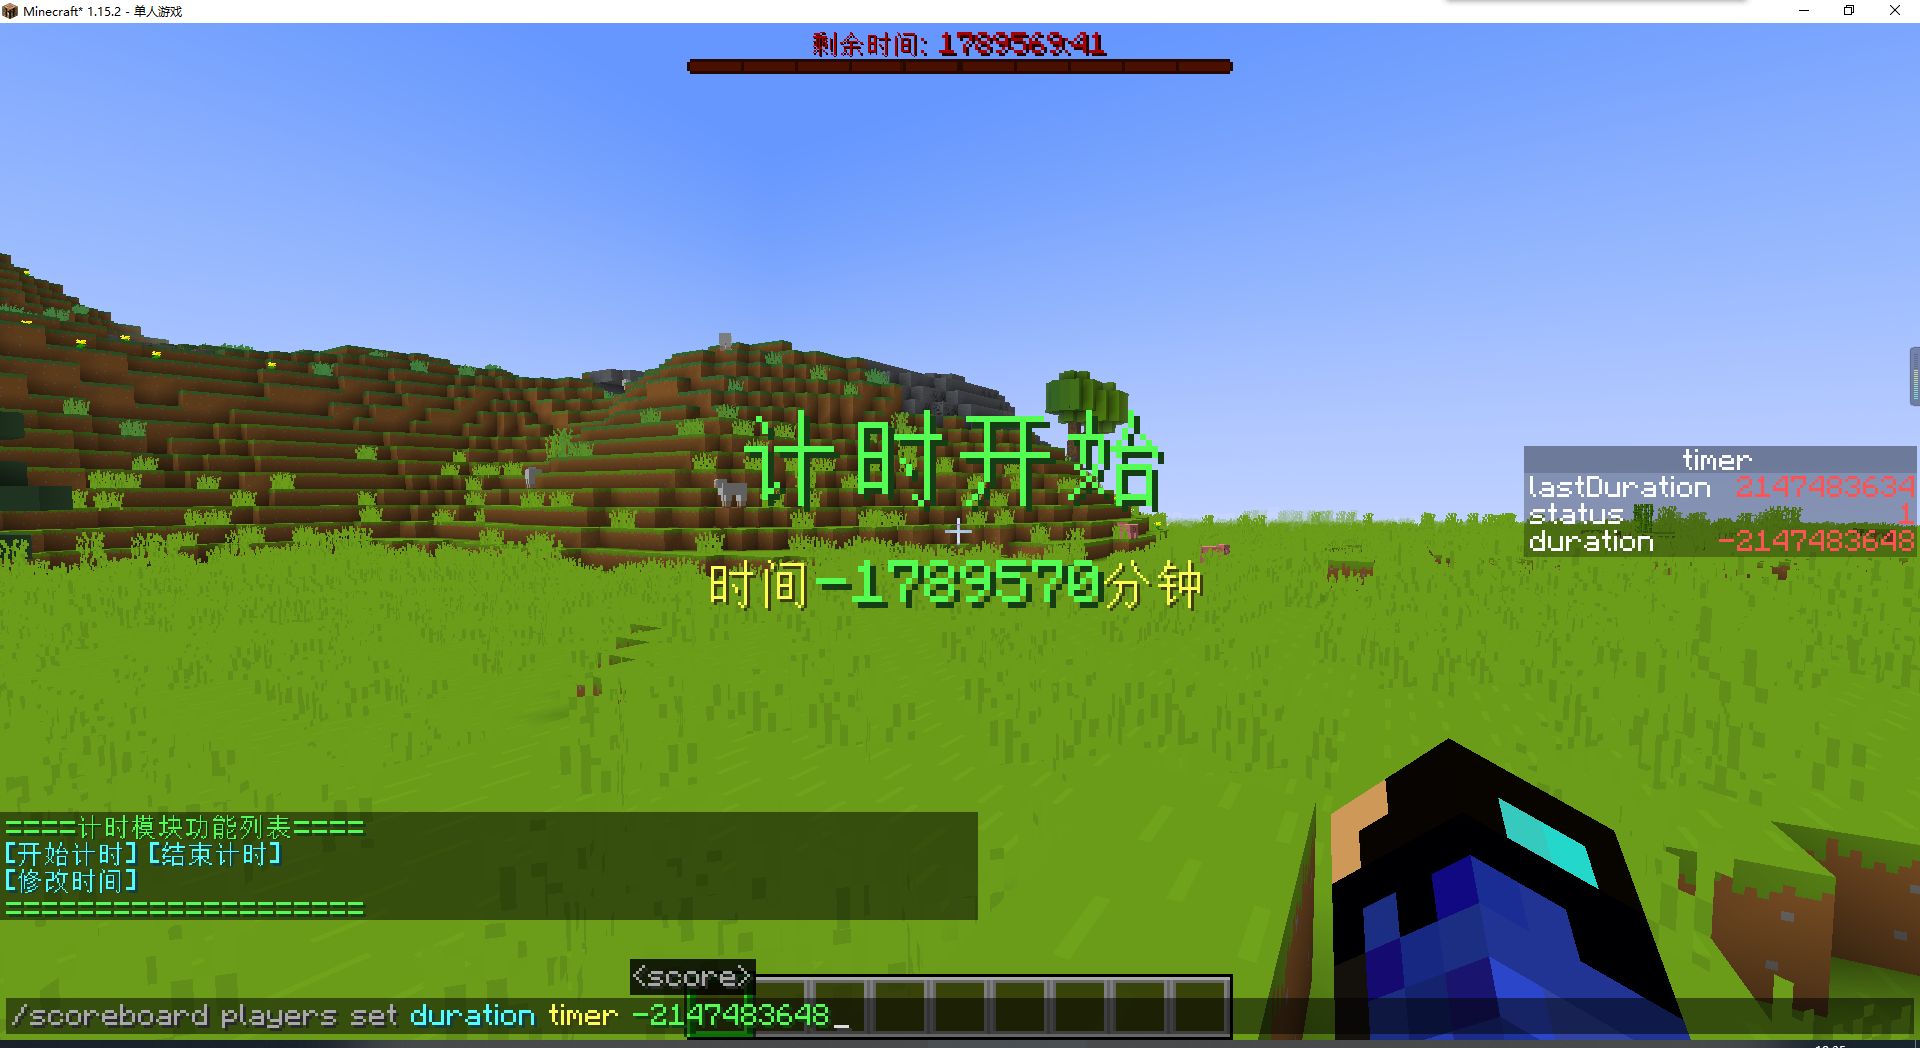 Minecraft* 1.15.2 - 单人游戏
剩余时间: 1789569:41
计时开始
时间-1789570分钟
timer
lastDuration 2147483634
status 1
duration -2147483648
====计时模块功能列表====
[开始计时] [结束计时]
[修改时间]
====================
<score>
/scoreboard players set duration timer -2147483648_